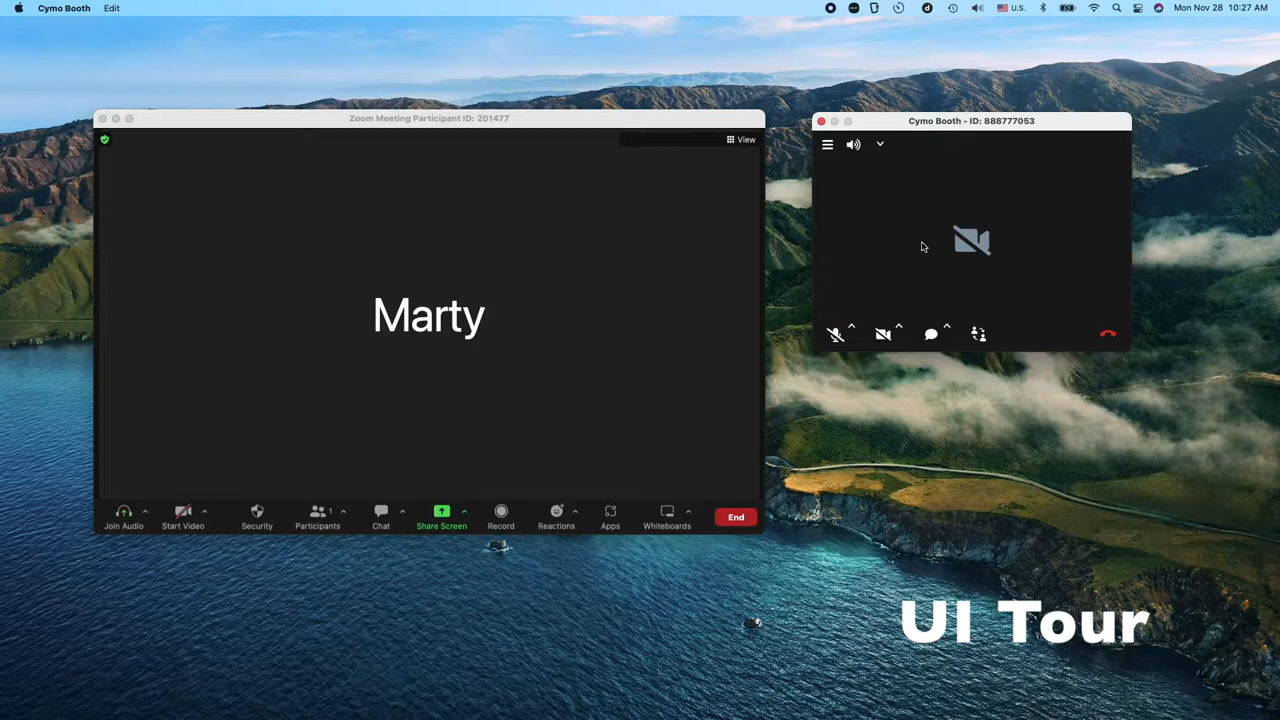 Cymo Booth Edit
U.S. Mon Nov 28 10:27 AM
Zoom Meeting Participant ID: 201477
View
Marty
Join Audio Start Video Security Participants 1 Chat Share Screen Record Reactions Apps Whiteboards End
Cymo Booth - ID: 888777053
UI Tour